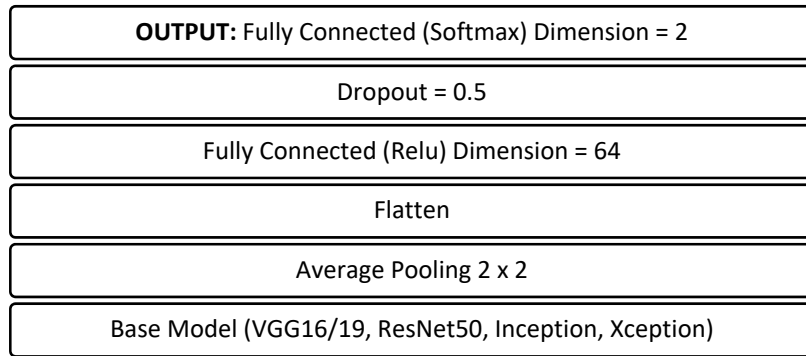 OUTPUT: Fully Connected (Softmax) Dimension = 2
Dropout = 0.5
Fully Connected (Relu) Dimension = 64
Flatten
Average Pooling 2 x 2
Base Model (VGG16/19, ResNet50, Inception, Xception)